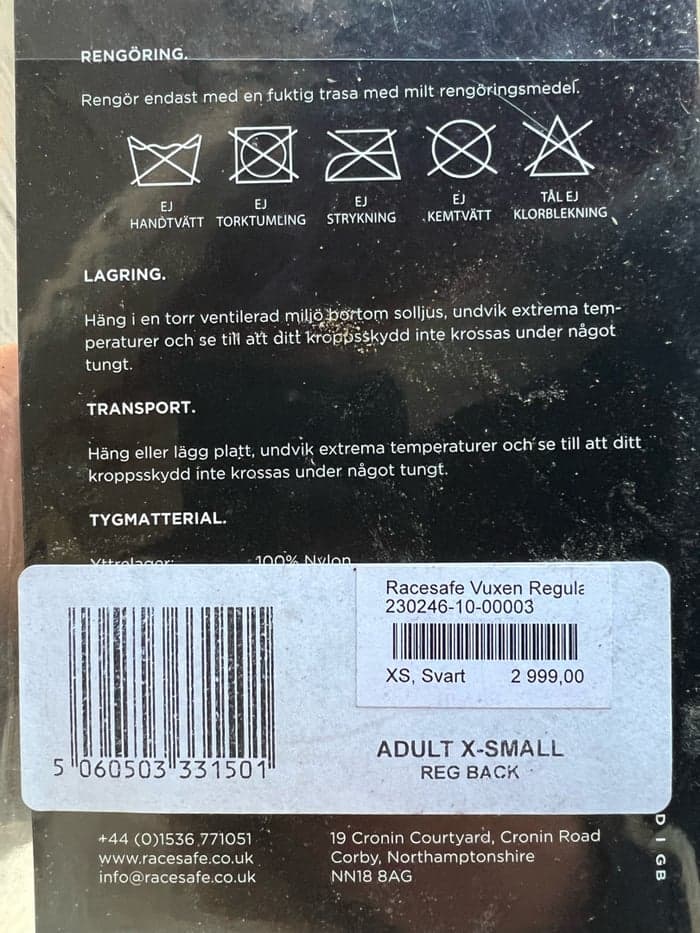 RENGÖRING.
Rengör endast med en fuktig trasa med milt rengöringsmedel.
EJ
HANDTVÄTT
EJ
TORKTUMLING
EJ
STRYKNING
EJ
KEMTVÄTT
TÅL EJ
KLORBLEKNING
LAGRING.
Häng i en torr ventilerad miljö bortom solljus, undvik extrema tem-
peraturer och se till att ditt kroppsskydd inte krossas under något
tungt.
TRANSPORT.
Häng eller lägg platt, undvik extrema temperaturer och se till att ditt
kroppsskydd inte krossas under något tungt.
TYGMATTERIAL.
Yttrelager: 100% Nylon
Racesafe Vuxen Regula
230246-10-00003
XS, Svart 2 999,00
5 060503 331501
ADULT X-SMALL
REG BACK
+44 (0)1536 771051
www.racesafe.co.uk
info@racesafe.co.uk
19 Cronin Courtyard, Cronin Road
Corby, Northamptonshire
NN18 8AG
D | GB